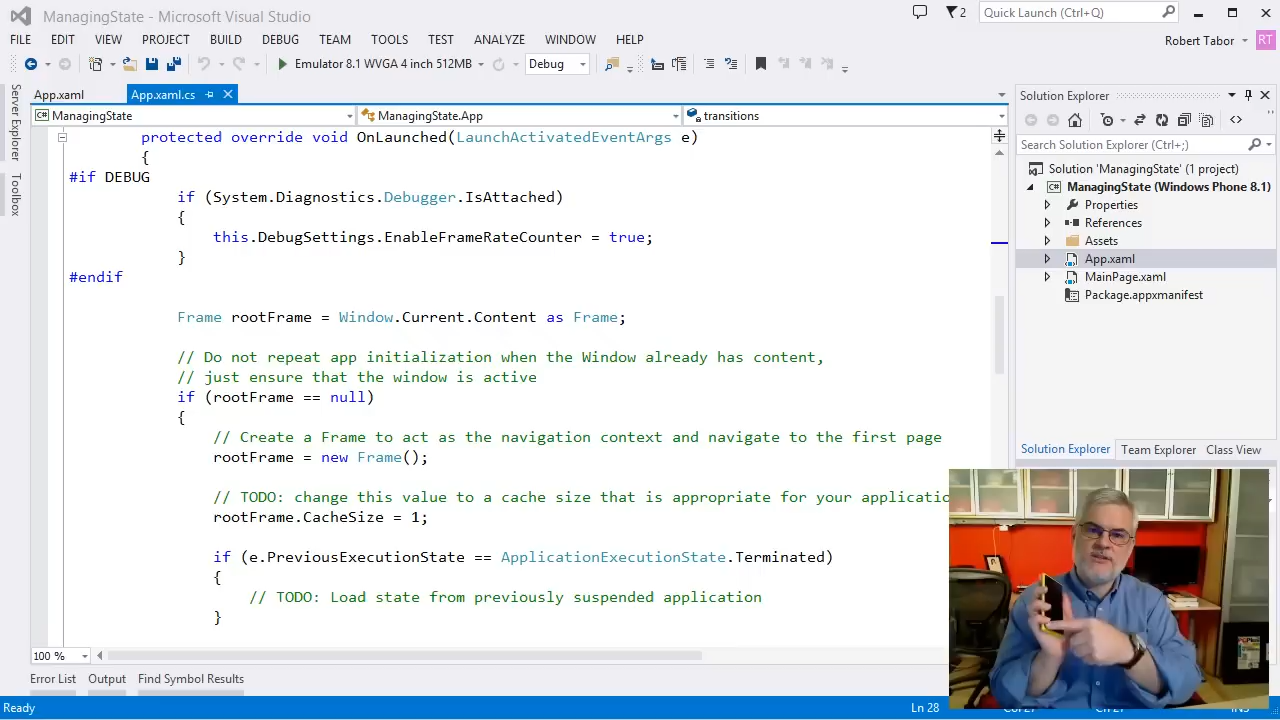 ManagingState - Microsoft Visual Studio
2
Quick Launch (Ctrl+Q)
FILE EDIT VIEW PROJECT BUILD DEBUG TEAM TOOLS TEST ANALYZE WINDOW HELP
Robert Tabor RT
Emulator 8.1 WVGA 4 inch 512MB Debug
Server Explorer
Toolbox
App.xaml App.xaml.cs
C# ManagingState ManagingState.App transitions
protected override void OnLaunched(LaunchActivatedEventArgs e)
{
#if DEBUG
if (System.Diagnostics.Debugger.IsAttached)
{
this.DebugSettings.EnableFrameRateCounter = true;
}
#endif
Frame rootFrame = Window.Current.Content as Frame;
// Do not repeat app initialization when the Window already has content,
// just ensure that the window is active
if (rootFrame == null)
{
// Create a Frame to act as the navigation context and navigate to the first page
rootFrame = new Frame();
// TODO: change this value to a cache size that is appropriate for your applicatio
rootFrame.CacheSize = 1;
if (e.PreviousExecutionState == ApplicationExecutionState.Terminated)
{
// TODO: Load state from previously suspended application
}
100 %
Error List Output Find Symbol Results
Ready
Ln 28
Solution Explorer
Search Solution Explorer (Ctrl+;)
Solution 'ManagingState' (1 project)
C# ManagingState (Windows Phone 8.1)
Properties
References
Assets
App.xaml
MainPage.xaml
Package.appxmanifest
Solution Explorer Team Explorer Class View